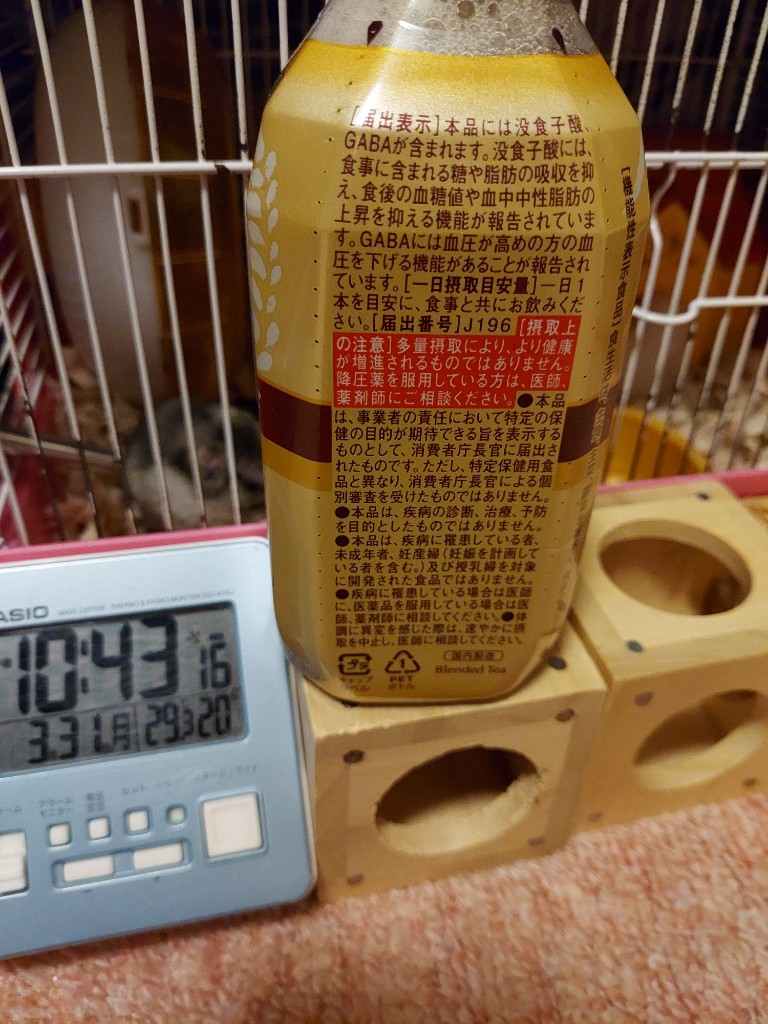 [届出表示]本品には没食子酸、
GABAが含まれます。没食子酸には、
食事に含まれる糖や脂肪の吸収を抑
え、食後の血糖値や血中中性脂肪の
上昇を抑える機能が報告されていま
す。GABAには血圧が高めの方の血
圧を下げる機能があることが報告され
ています。[一日摂取目安量]一日1
本を目安に、食事と共にお飲みくだ
さい。[届出番号]J196 [摂取上
の注意]多量摂取により、より健康
が増進されるものではありません。
降圧薬を服用している方は、医師、
薬剤師にご相談ください。●本品
は、事業者の責任において特定の保
健の目的が期待できる旨を表示する
ものとして、消費者庁長官に届出さ
れたものです。ただし、特定保健用食
品と異なり、消費者庁長官による個
別審査を受けたものではありません。
●本品は、疾病の診断、治療、予防
を目的としたものではありません。
●本品は、疾病に罹患している者、
未成年者、妊産婦(妊娠を計画して
いる者を含む。)及び授乳婦を対象
に開発された食品ではありません。
●疾病に罹患している場合は医師
に、医薬品を服用している場合は医
師、薬剤師に相談してください。●体
調に異変を感じた際は、速やかに摂
取を中止し、医師に相談してください。
キャップ
ラベル
1
PET
ボトル
国内製造
Blended Tea
[機能性表示食品]食生活は、
ASIO
10:43 16
3.31 月 29.3 20
アラーム
モニター